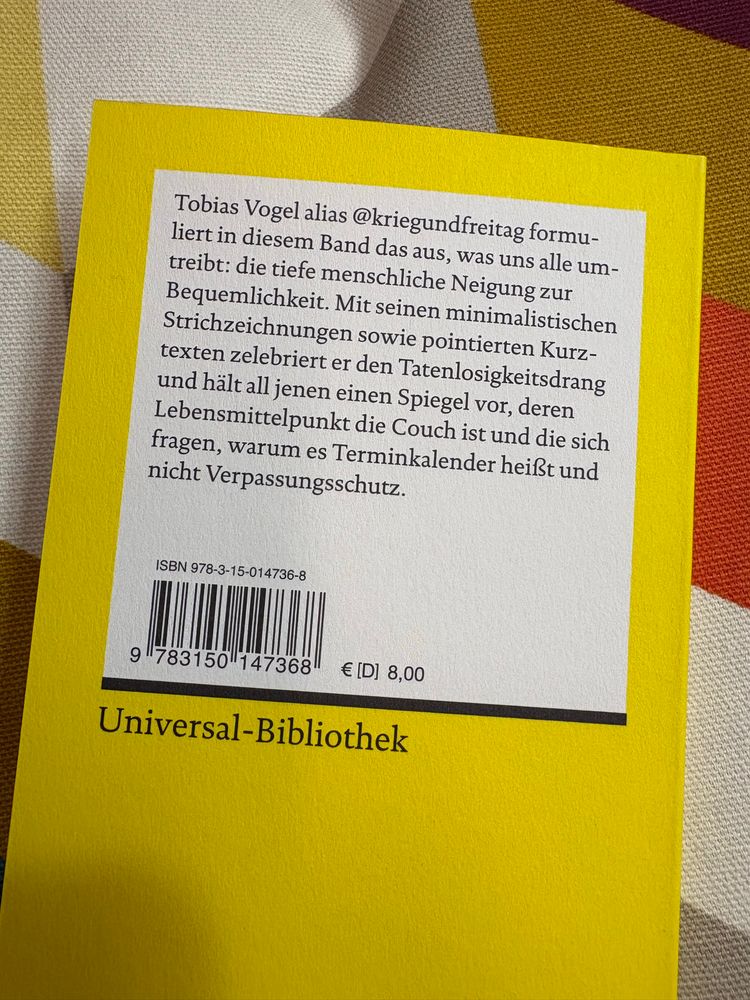 Tobias Vogel alias @kriegundfreitag formu-
liert in diesem Band das aus, was uns alle um-
treibt: die tiefe menschliche Neigung zur
Bequemlichkeit. Mit seinen minimalistischen
Strichzeichnungen sowie pointierten Kurz-
texten zelebriert er den Tatenlosigkeitsdrang
und hält all jenen einen Spiegel vor, deren
Lebensmittelpunkt die Couch ist und die sich
fragen, warum es Terminkalender heißt und
nicht Verpassungsschutz.
ISBN 978-3-15-014736-8
9 783150 147368
€ [D] 8,00
Universal-Bibliothek